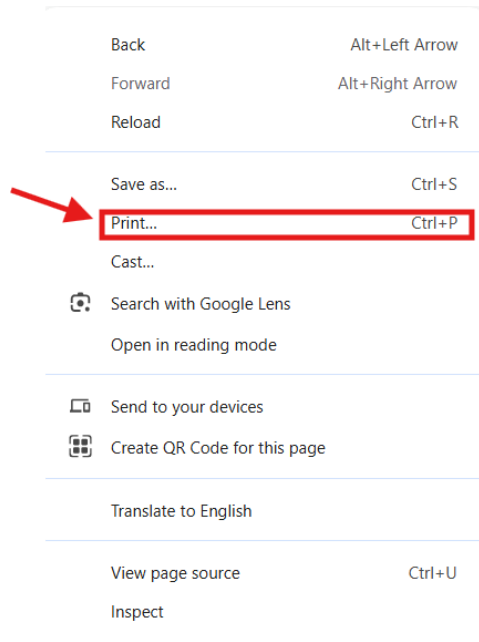 Back Alt+Left Arrow
Forward Alt+Right Arrow
Reload Ctrl+R
Save as... Ctrl+S
Print... Ctrl+P
Cast...
Search with Google Lens
Open in reading mode
Send to your devices
Create QR Code for this page
Translate to English
View page source Ctrl+U
Inspect